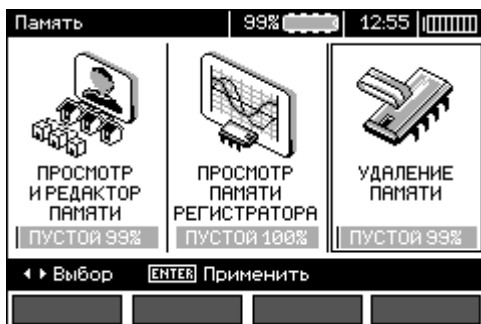 Память 99% 12:55
ПРОСМОТР
И РЕДАКТОР
ПАМЯТИ
ПУСТОЙ 99%
ПРОСМОТР
ПАМЯТИ
РЕГИСТРАТОРА
ПУСТОЙ 100%
УДАЛЕНИЕ
ПАМЯТИ
ПУСТОЙ 99%
Выбор ENTER Применить